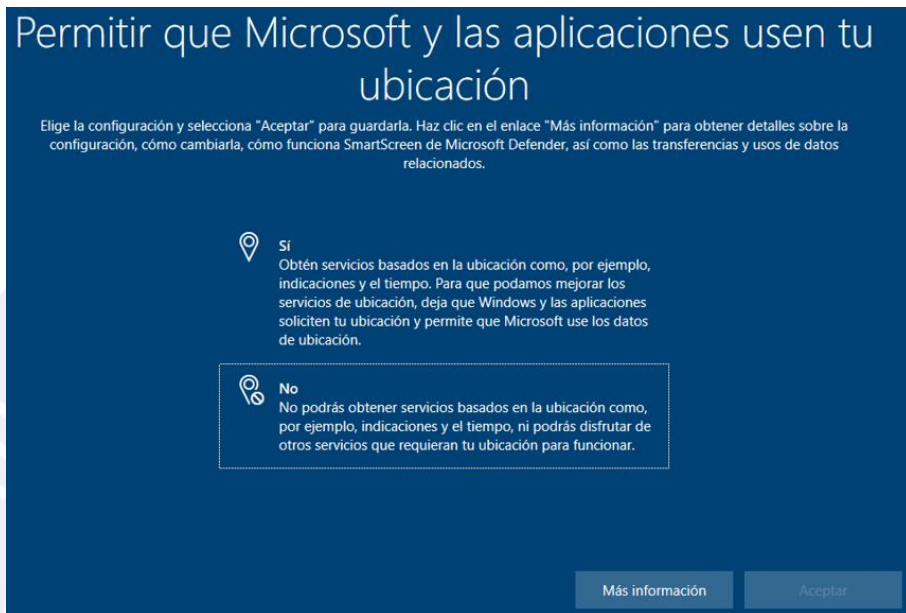 Permitir que Microsoft y las aplicaciones usen tu
ubicación
Elige la configuración y selecciona "Aceptar" para guardarla. Haz clic en el enlace "Más información" para obtener detalles sobre la
configuración, cómo cambiarla, cómo funciona SmartScreen de Microsoft Defender, así como las transferencias y usos de datos
relacionados.
Sí
Obtén servicios basados en la ubicación como, por ejemplo,
indicaciones y el tiempo. Para que podamos mejorar los
servicios de ubicación, deja que Windows y las aplicaciones
soliciten tu ubicación y permite que Microsoft use los datos
de ubicación.
No
No podrás obtener servicios basados en la ubicación como,
por ejemplo, indicaciones y el tiempo, ni podrás disfrutar de
otros servicios que requieran tu ubicación para funcionar.
Más información
Aceptar